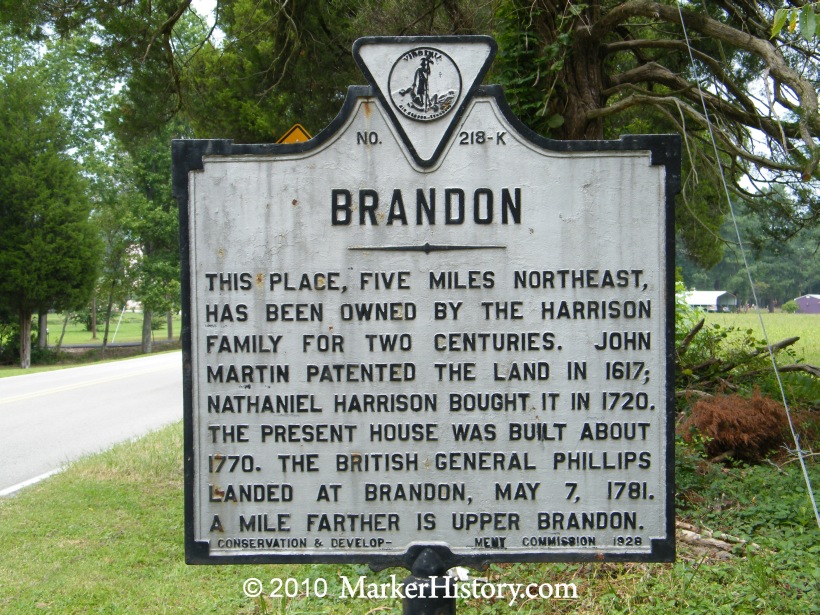 VIRGINIA
NO. 218-K
BRANDON
THIS PLACE, FIVE MILES NORTHEAST,
HAS BEEN OWNED BY THE HARRISON
FAMILY FOR TWO CENTURIES. JOHN
MARTIN PATENTED THE LAND IN 1617;
NATHANIEL HARRISON BOUGHT IT IN 1720.
THE PRESENT HOUSE WAS BUILT ABOUT
1770. THE BRITISH GENERAL PHILLIPS
LANDED AT BRANDON, MAY 7, 1781.
A MILE FARTHER IS UPPER BRANDON.
CONSERVATION & DEVELOP- MENT COMMISSION 1928
© 2010 MarkerHistory.com